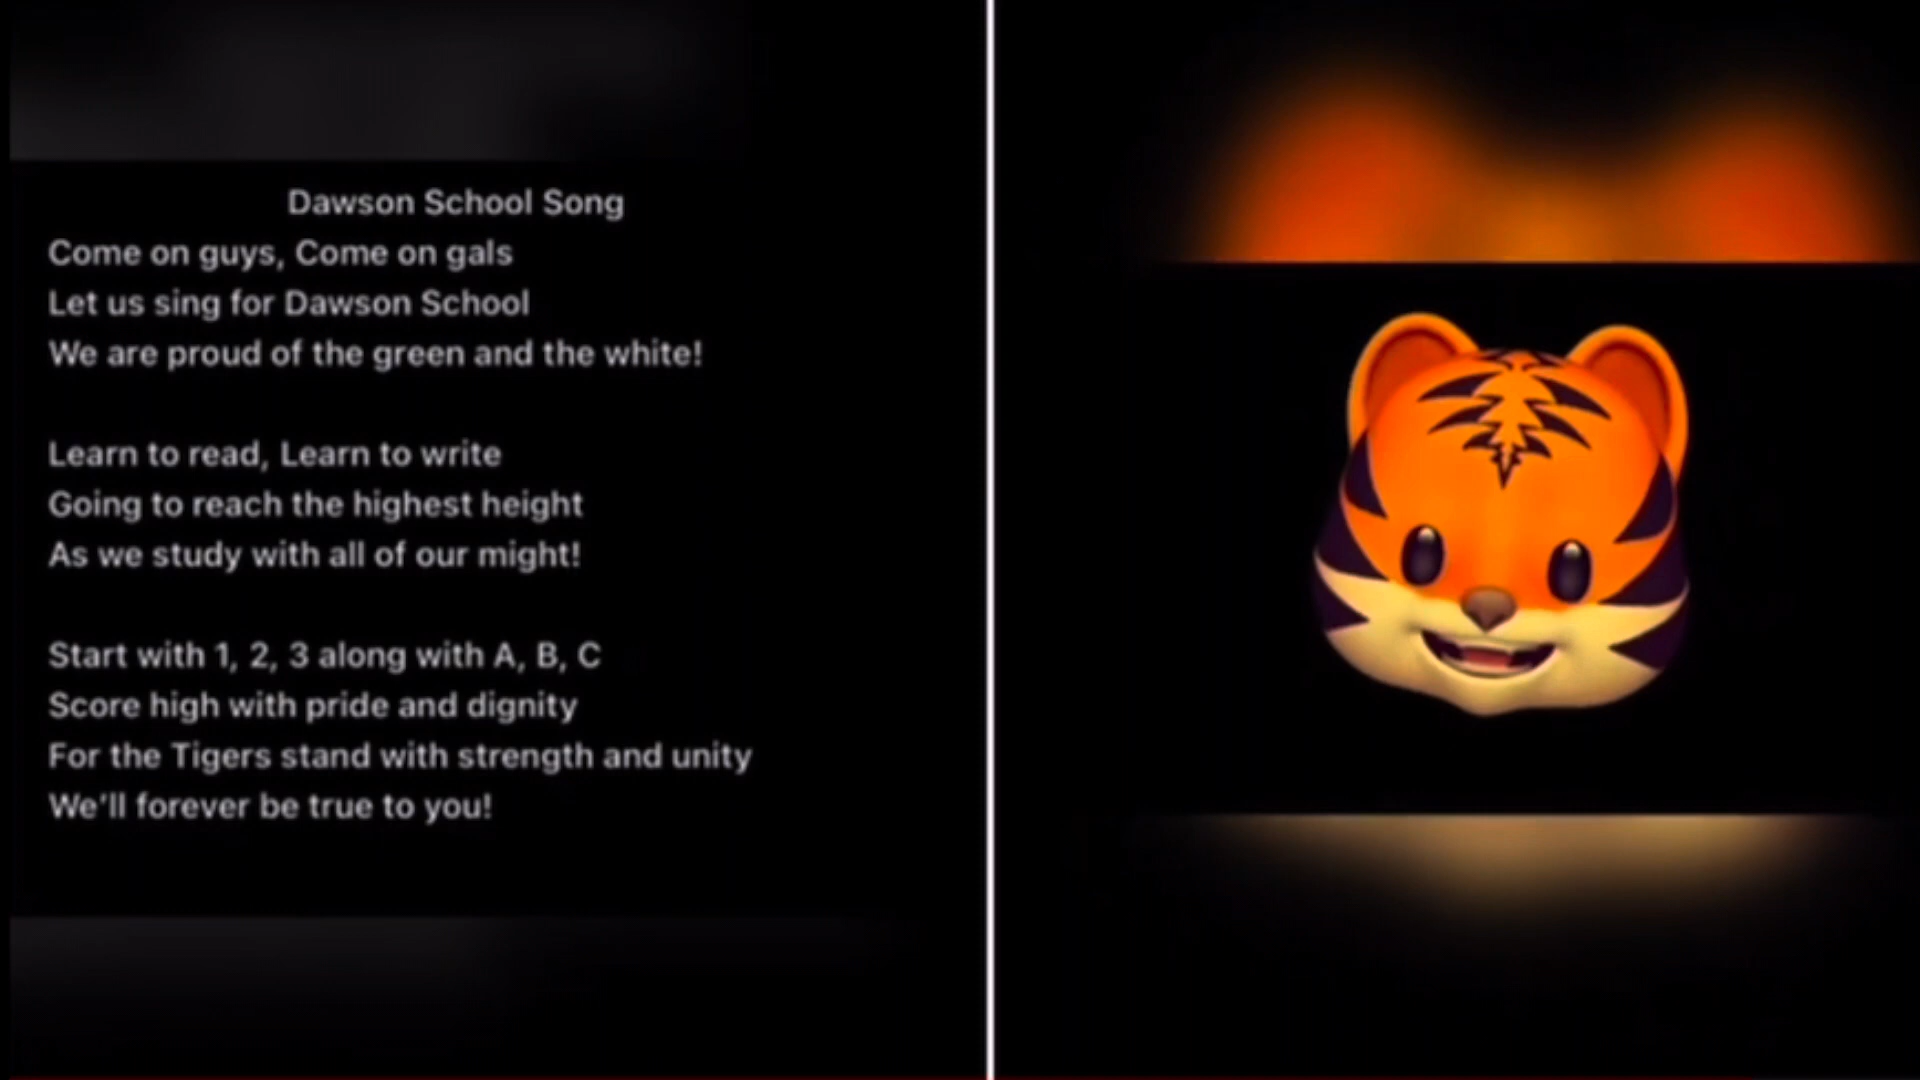 Dawson School Song
Come on guys, Come on gals
Let us sing for Dawson School
We are proud of the green and the white!
Learn to read, Learn to write
Going to reach the highest height
As we study with all of our might!
Start with 1, 2, 3 along with A, B, C
Score high with pride and dignity
For the Tigers stand with strength and unity
We'll forever be true to you!